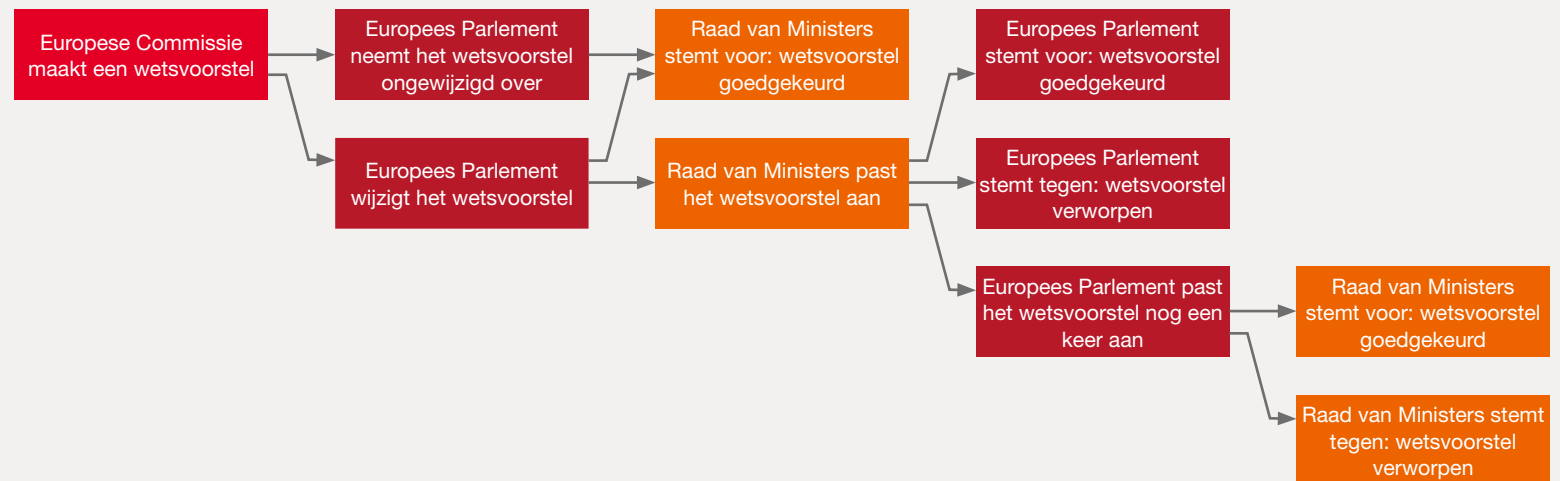 Europese Commissie
maakt een wetsvoorstel
Europees Parlement
neemt het wetsvoorstel
ongewijzigd over
Raad van Ministers
stemt voor: wetsvoorstel
goedgekeurd
Europees Parlement
stemt voor: wetsvoorstel
goedgekeurd
Europees Parlement
wijzigt het wetsvoorstel
Raad van Ministers past
het wetsvoorstel aan
Europees Parlement
stemt tegen: wetsvoorstel
verworpen
Europees Parlement past
het wetsvoorstel nog een
keer aan
Raad van Ministers
stemt voor: wetsvoorstel
goedgekeurd
Raad van Ministers stemt
tegen: wetsvoorstel
verworpen